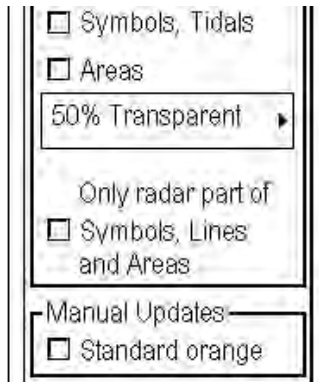 Symbols, Tidals
Areas
50% Transparent
Only radar part of
Symbols, Lines
and Areas
Manual Updates
Standard orange